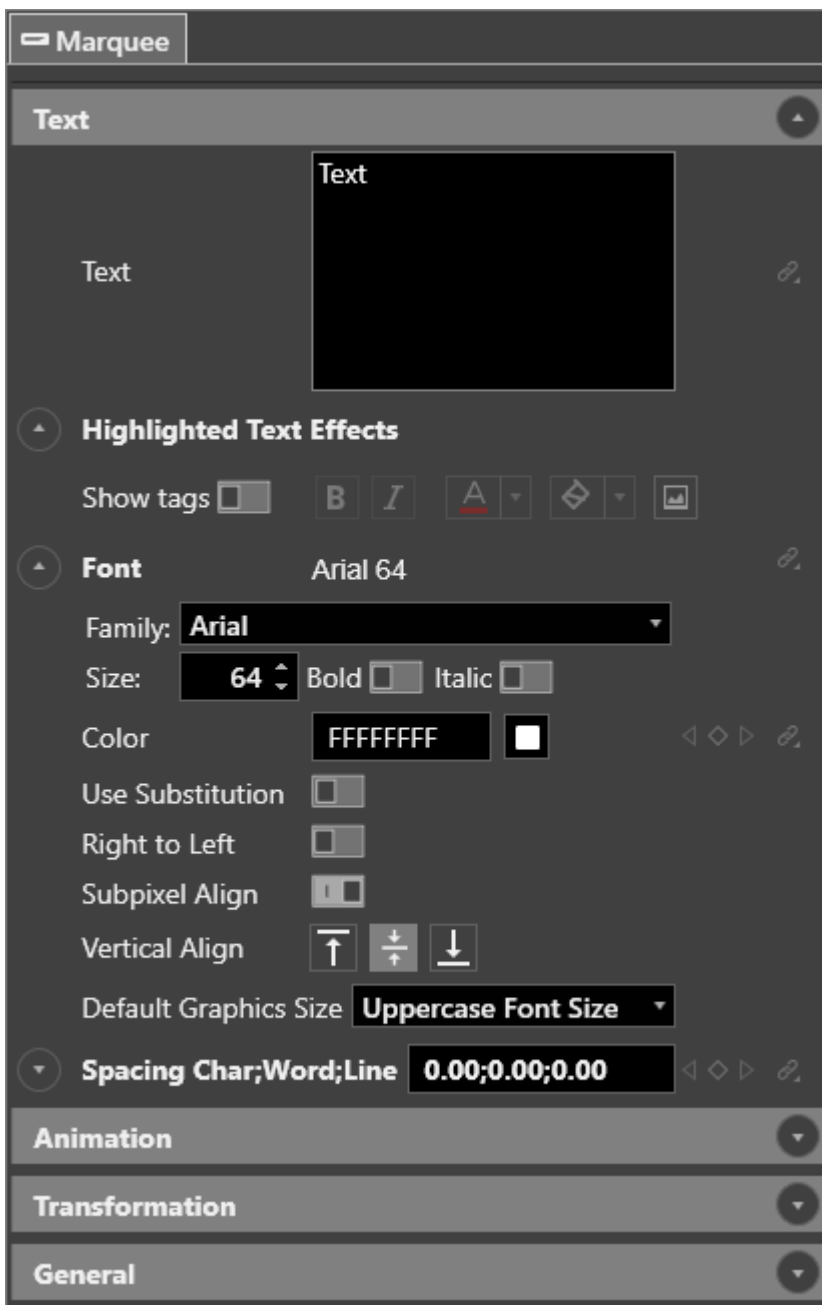 Marquee
Text
Text
Text
Highlighted Text Effects
Show tags B I A
Font Arial 64
Family: Arial
Size: 64 Bold Italic
Color FFFFFFFF
Use Substitution
Right to Left
Subpixel Align
Vertical Align
Default Graphics Size Uppercase Font Size
Spacing Char;Word;Line 0.00;0.00;0.00
Animation
Transformation
General